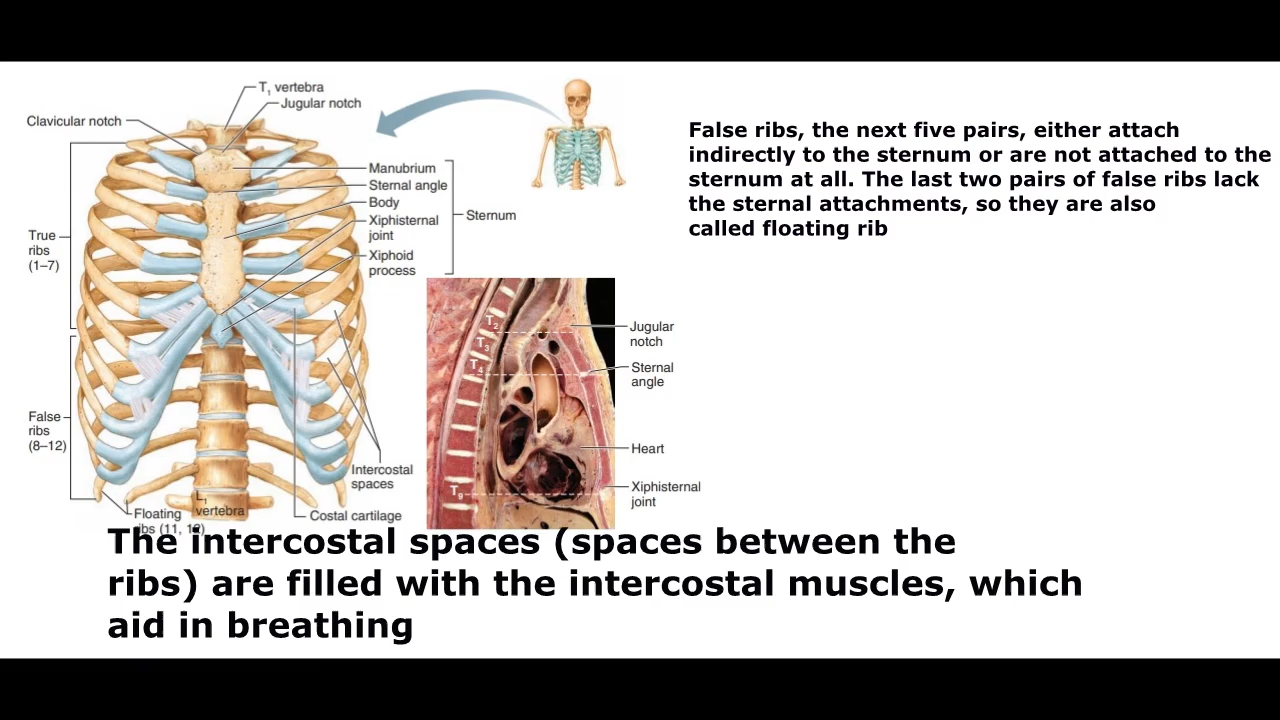 T1 vertebra
Jugular notch
Clavicular notch
Manubrium
Sternal angle
Body
Xiphisternal
joint
Xiphoid
process
Sternum
True
ribs
(1–7)
False
ribs
(8–12)
Intercostal
spaces
Costal cartilage
L1
vertebra
Floating
ribs (11, 12)
T2
T3
T4
T9
Jugular
notch
Sternal
angle
Heart
Xiphisternal
joint
False ribs, the next five pairs, either attach
indirectly to the sternum or are not attached to the
sternum at all. The last two pairs of false ribs lack
the sternal attachments, so they are also
called floating rib
The intercostal spaces (spaces between the
ribs) are filled with the intercostal muscles, which
aid in breathing